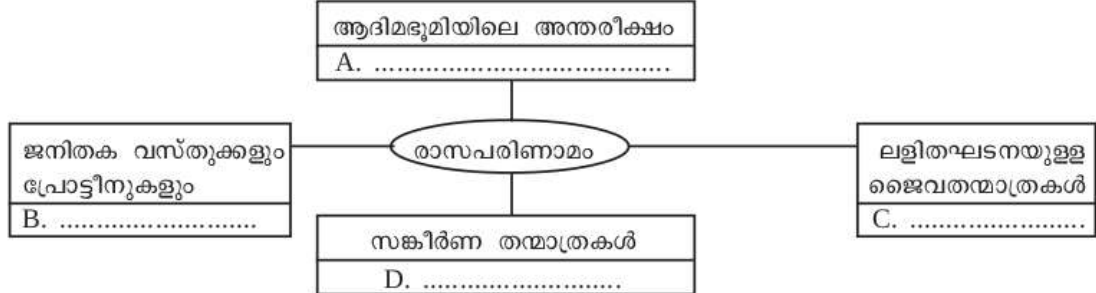 ആദിമഭൂമിയിലെ അന്തരീക്ഷം
A. ........................................
ജനിതക വസ്തുക്കളും
പ്രോട്ടീനുകളും
B. ..........................
രാസപരിണാമം
ലളിതഘടനയുള്ള
ജൈവതന്മാത്രകൾ
C. .......................
സങ്കീർണ തന്മാത്രകൾ
D. ..........................